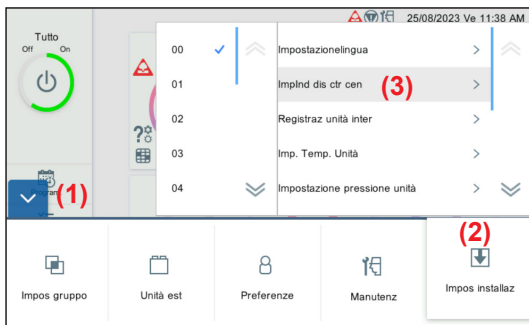 25/08/2023 Ve 11:38 AM
Tutto
Off On
00
01
02
03
04
Impostazionelingua
ImpInd dis ctr cen
(3)
Registraz unità inter
Imp. Temp. Unità
Impostazione pressione unità
(1)
(2)
Impos gruppo
Unità est
Preferenze
Manutenz
Impos installaz